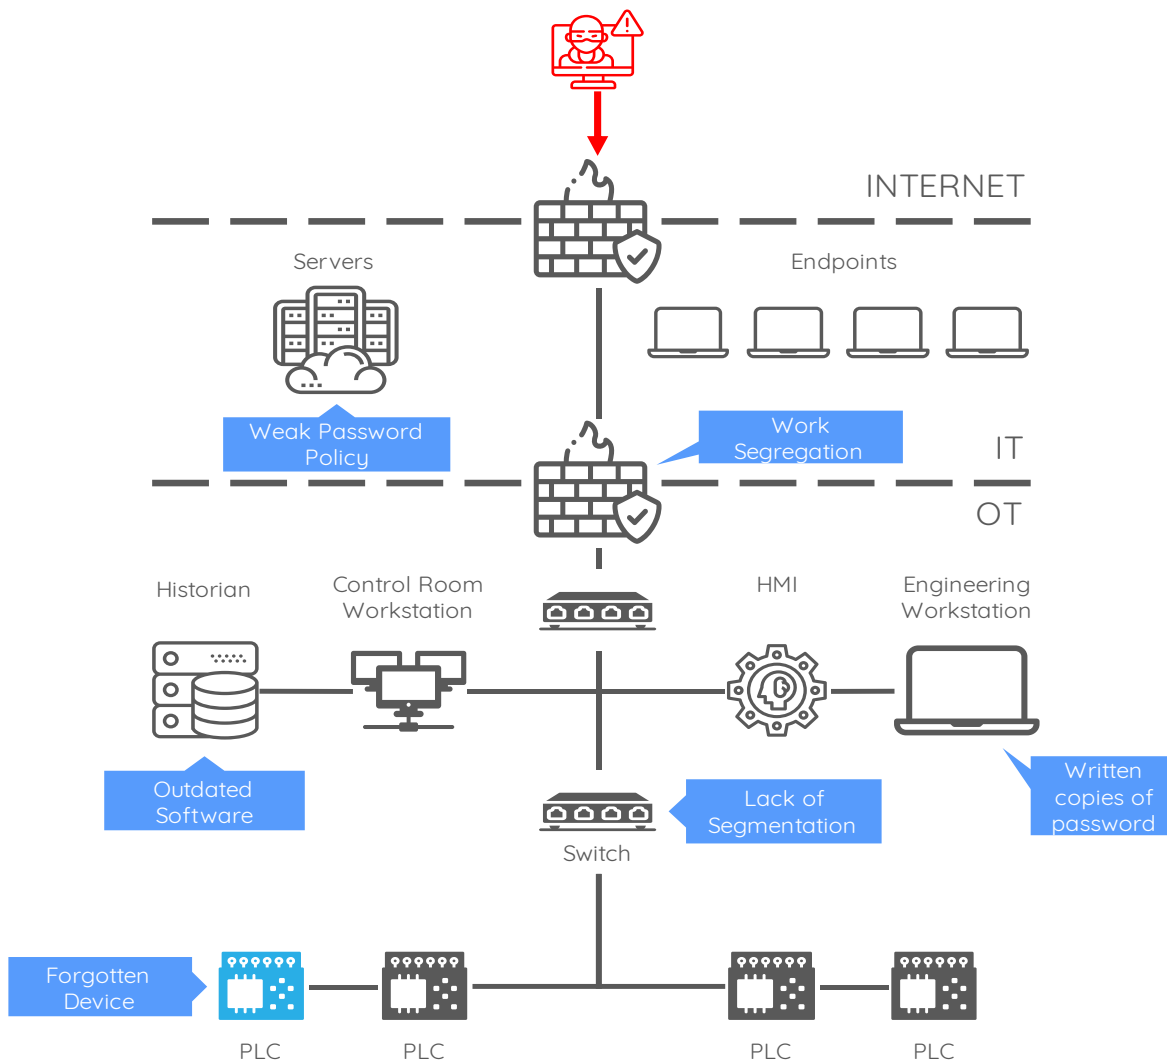 INTERNET
Servers
Endpoints
Weak Password
Policy
Work
Segregation
IT
OT
Historian
Control Room
Workstation
HMI
Engineering
Workstation
Outdated
Software
Lack of
Segmentation
Written
copies of
password
Switch
Forgotten
Device
PLC
PLC
PLC
PLC